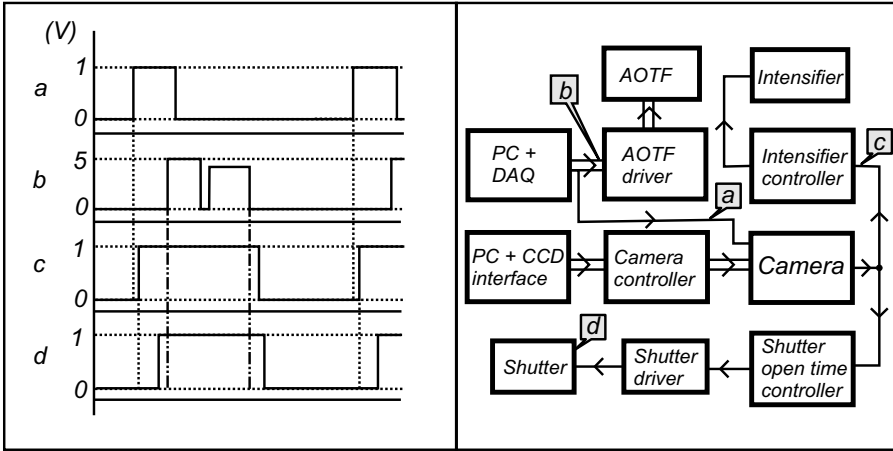 (V)
a
1
0
b
5
0
c
1
0
d
1
0
AOTF
Intensifier
b
PC +
DAQ
AOTF
driver
Intensifier
controller
c
a
PC + CCD
interface
Camera
controller
Camera
d
Shutter
Shutter
driver
Shutter
open time
controller